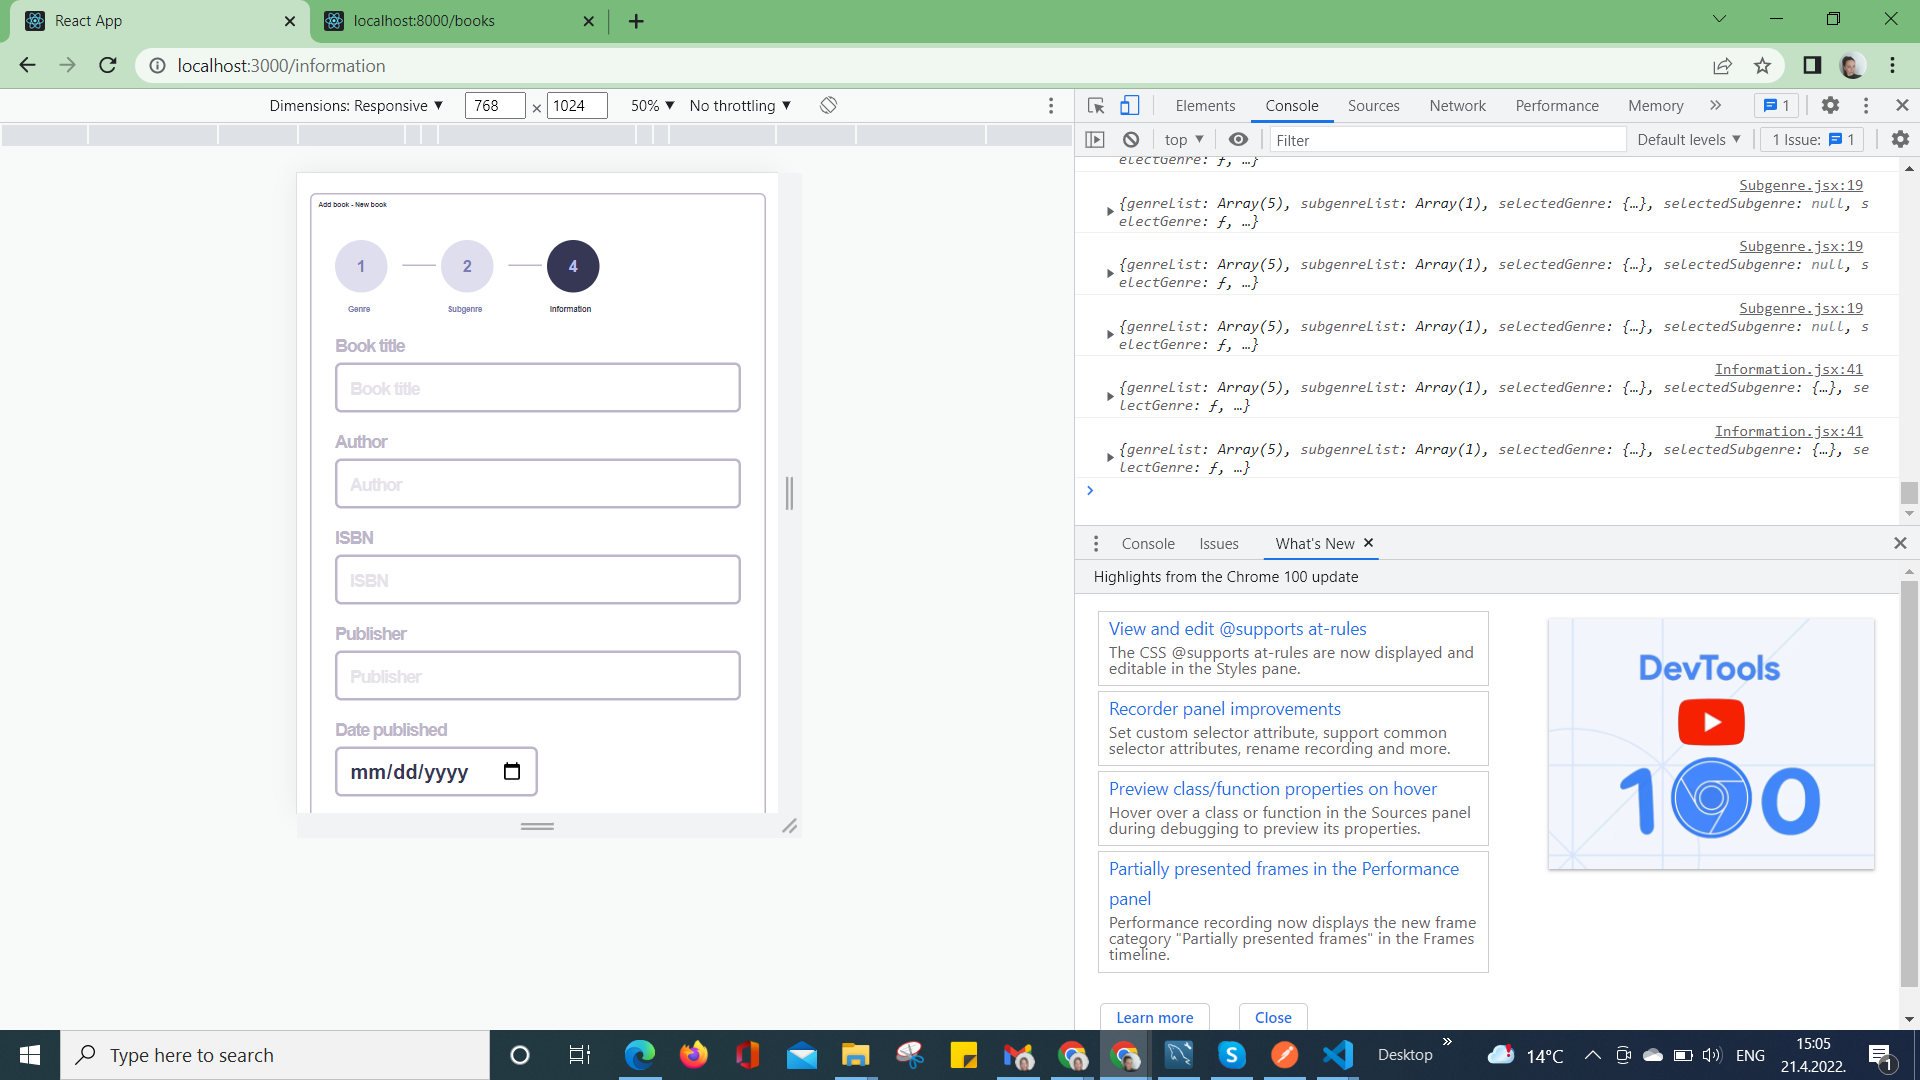 React App
localhost:8000/books
localhost:3000/information
Dimensions: Responsive ▼ 768 × 1024 50% ▼ No throttling ▼
Add book - New book
1 2 4
Genre Subgenre Information
Book title
Book title
Author
Author
ISBN
ISBN
Publisher
Publisher
Date published
mm/dd/yyyy
Elements Console Sources Network Performance Memory » 1
top ▼ Filter Default levels ▼ 1 Issue: 1
electGenre: ƒ, …}
Subgenre.jsx:19
{genreList: Array(5), subgenreList: Array(1), selectedGenre: {…}, selectedSubgenre: null, s
electGenre: ƒ, …}
Subgenre.jsx:19
{genreList: Array(5), subgenreList: Array(1), selectedGenre: {…}, selectedSubgenre: null, s
electGenre: ƒ, …}
Subgenre.jsx:19
{genreList: Array(5), subgenreList: Array(1), selectedGenre: {…}, selectedSubgenre: null, s
electGenre: ƒ, …}
Information.jsx:41
{genreList: Array(5), subgenreList: Array(1), selectedGenre: {…}, selectedSubgenre: {…}, se
lectGenre: ƒ, …}
Information.jsx:41
{genreList: Array(5), subgenreList: Array(1), selectedGenre: {…}, selectedSubgenre: {…}, se
lectGenre: ƒ, …}
Console Issues What's New
Highlights from the Chrome 100 update
View and edit @supports at-rules
The CSS @supports at-rules are now displayed and
editable in the Styles pane.
Recorder panel improvements
Set custom selector attribute, support common
selector attributes, rename recording and more.
Preview class/function properties on hover
Hover over a class or function in the Sources panel
during debugging to preview its properties.
Partially presented frames in the Performance
panel
Performance recording now displays the new frame
category "Partially presented frames" in the Frames
timeline.
Learn more Close
DevTools
100
Type here to search
Desktop »
14°C
ENG
15:05
21.4.2022.
1